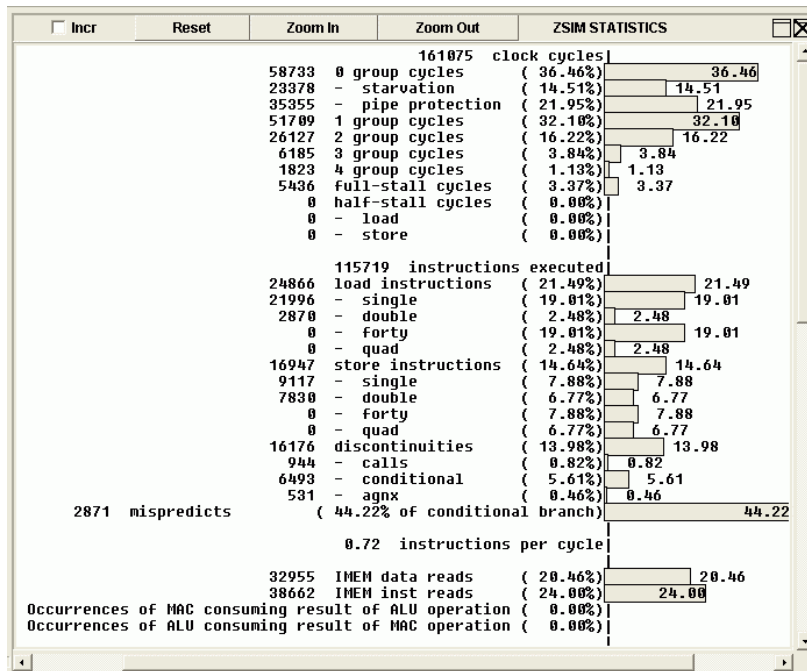 Incr Reset Zoom In Zoom Out ZSIM STATISTICS
161075 clock cycles
58733 0 group cycles ( 36.46%) 36.46
23378 - starvation ( 14.51%) 14.51
35355 - pipe protection ( 21.95%) 21.95
51709 1 group cycles ( 32.10%) 32.10
26127 2 group cycles ( 16.22%) 16.22
6185 3 group cycles ( 3.84%) 3.84
1823 4 group cycles ( 1.13%) 1.13
5436 full-stall cycles ( 3.37%) 3.37
0 half-stall cycles ( 0.00%)
0 - load ( 0.00%)
0 - store ( 0.00%)
115719 instructions executed
24866 load instructions ( 21.49%) 21.49
21996 - single ( 19.01%) 19.01
2870 - double ( 2.48%) 2.48
0 - forty ( 19.01%) 19.01
0 - quad ( 2.48%) 2.48
16947 store instructions ( 14.64%) 14.64
9117 - single ( 7.88%) 7.88
7830 - double ( 6.77%) 6.77
0 - forty ( 7.88%) 7.88
0 - quad ( 6.77%) 6.77
16176 discontinuities ( 13.98%) 13.98
944 - calls ( 0.82%) 0.82
6493 - conditional ( 5.61%) 5.61
531 - agnx ( 0.46%) 0.46
2871 mispredicts ( 44.22% of conditional branch) 44.22
0.72 instructions per cycle
32955 IMEM data reads ( 20.46%) 20.46
38662 IMEM inst reads ( 24.00%) 24.00
Occurrences of MAC consuming result of ALU operation ( 0.00%)
Occurrences of ALU consuming result of MAC operation ( 0.00%)